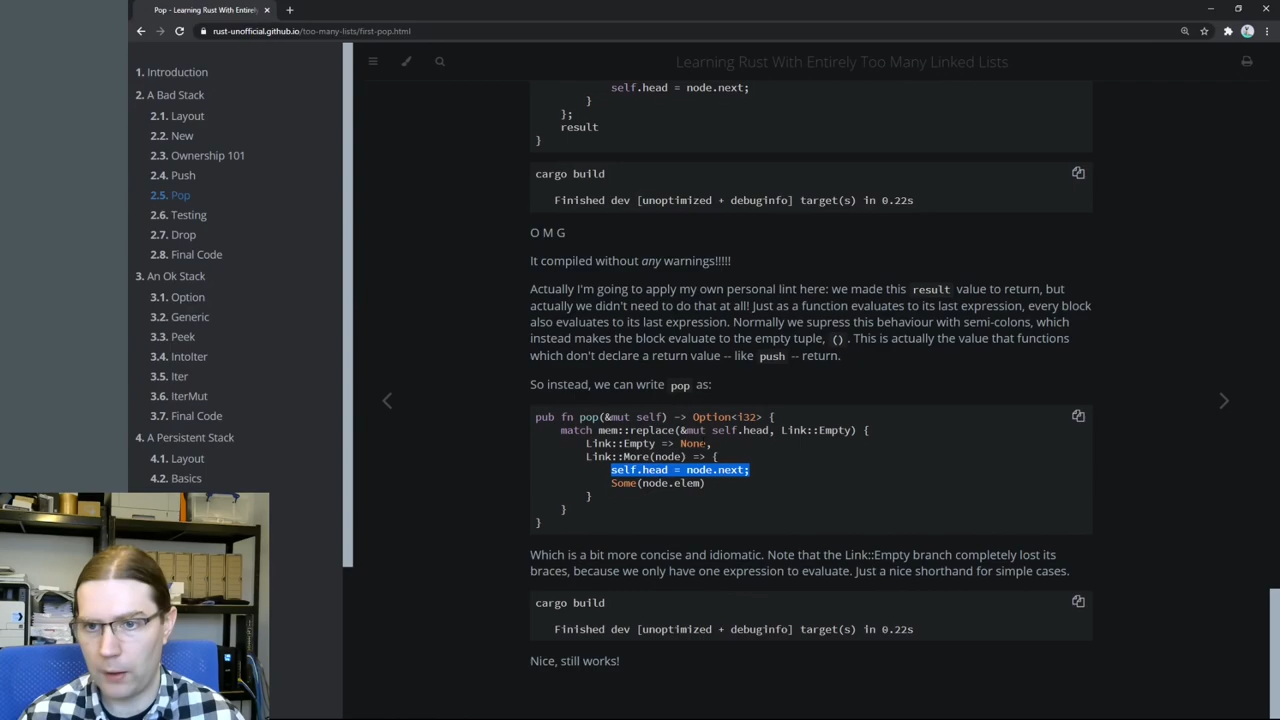 Pop - Learning Rust With Entirely
rust-unofficial.github.io/too-many-lists/first-pop.html
1. Introduction
2. A Bad Stack
2.1. Layout
2.2. New
2.3. Ownership 101
2.4. Push
2.5. Pop
2.6. Testing
2.7. Drop
2.8. Final Code
3. An Ok Stack
3.1. Option
3.2. Generic
3.3. Peek
3.4. IntoIter
3.5. Iter
3.6. IterMut
3.7. Final Code
4. A Persistent Stack
4.1. Layout
4.2. Basics
Learning Rust With Entirely Too Many Linked Lists
self.head = node.next;
}
};
result
}
cargo build
Finished dev [unoptimized + debuginfo] target(s) in 0.22s
O M G
It compiled without any warnings!!!!!
Actually I'm going to apply my own personal lint here: we made this result value to return, but
actually we didn't need to do that at all! Just as a function evaluates to its last expression, every block
also evaluates to its last expression. Normally we supress this behaviour with semi-colons, which
instead makes the block evaluate to the empty tuple, (). This is actually the value that functions
which don't declare a return value -- like push -- return.
So instead, we can write pop as:
pub fn pop(&mut self) -> Option<i32> {
match mem::replace(&mut self.head, Link::Empty) {
Link::Empty => None,
Link::More(node) => {
self.head = node.next;
Some(node.elem)
}
}
}
Which is a bit more concise and idiomatic. Note that the Link::Empty branch completely lost its
braces, because we only have one expression to evaluate. Just a nice shorthand for simple cases.
cargo build
Finished dev [unoptimized + debuginfo] target(s) in 0.22s
Nice, still works!